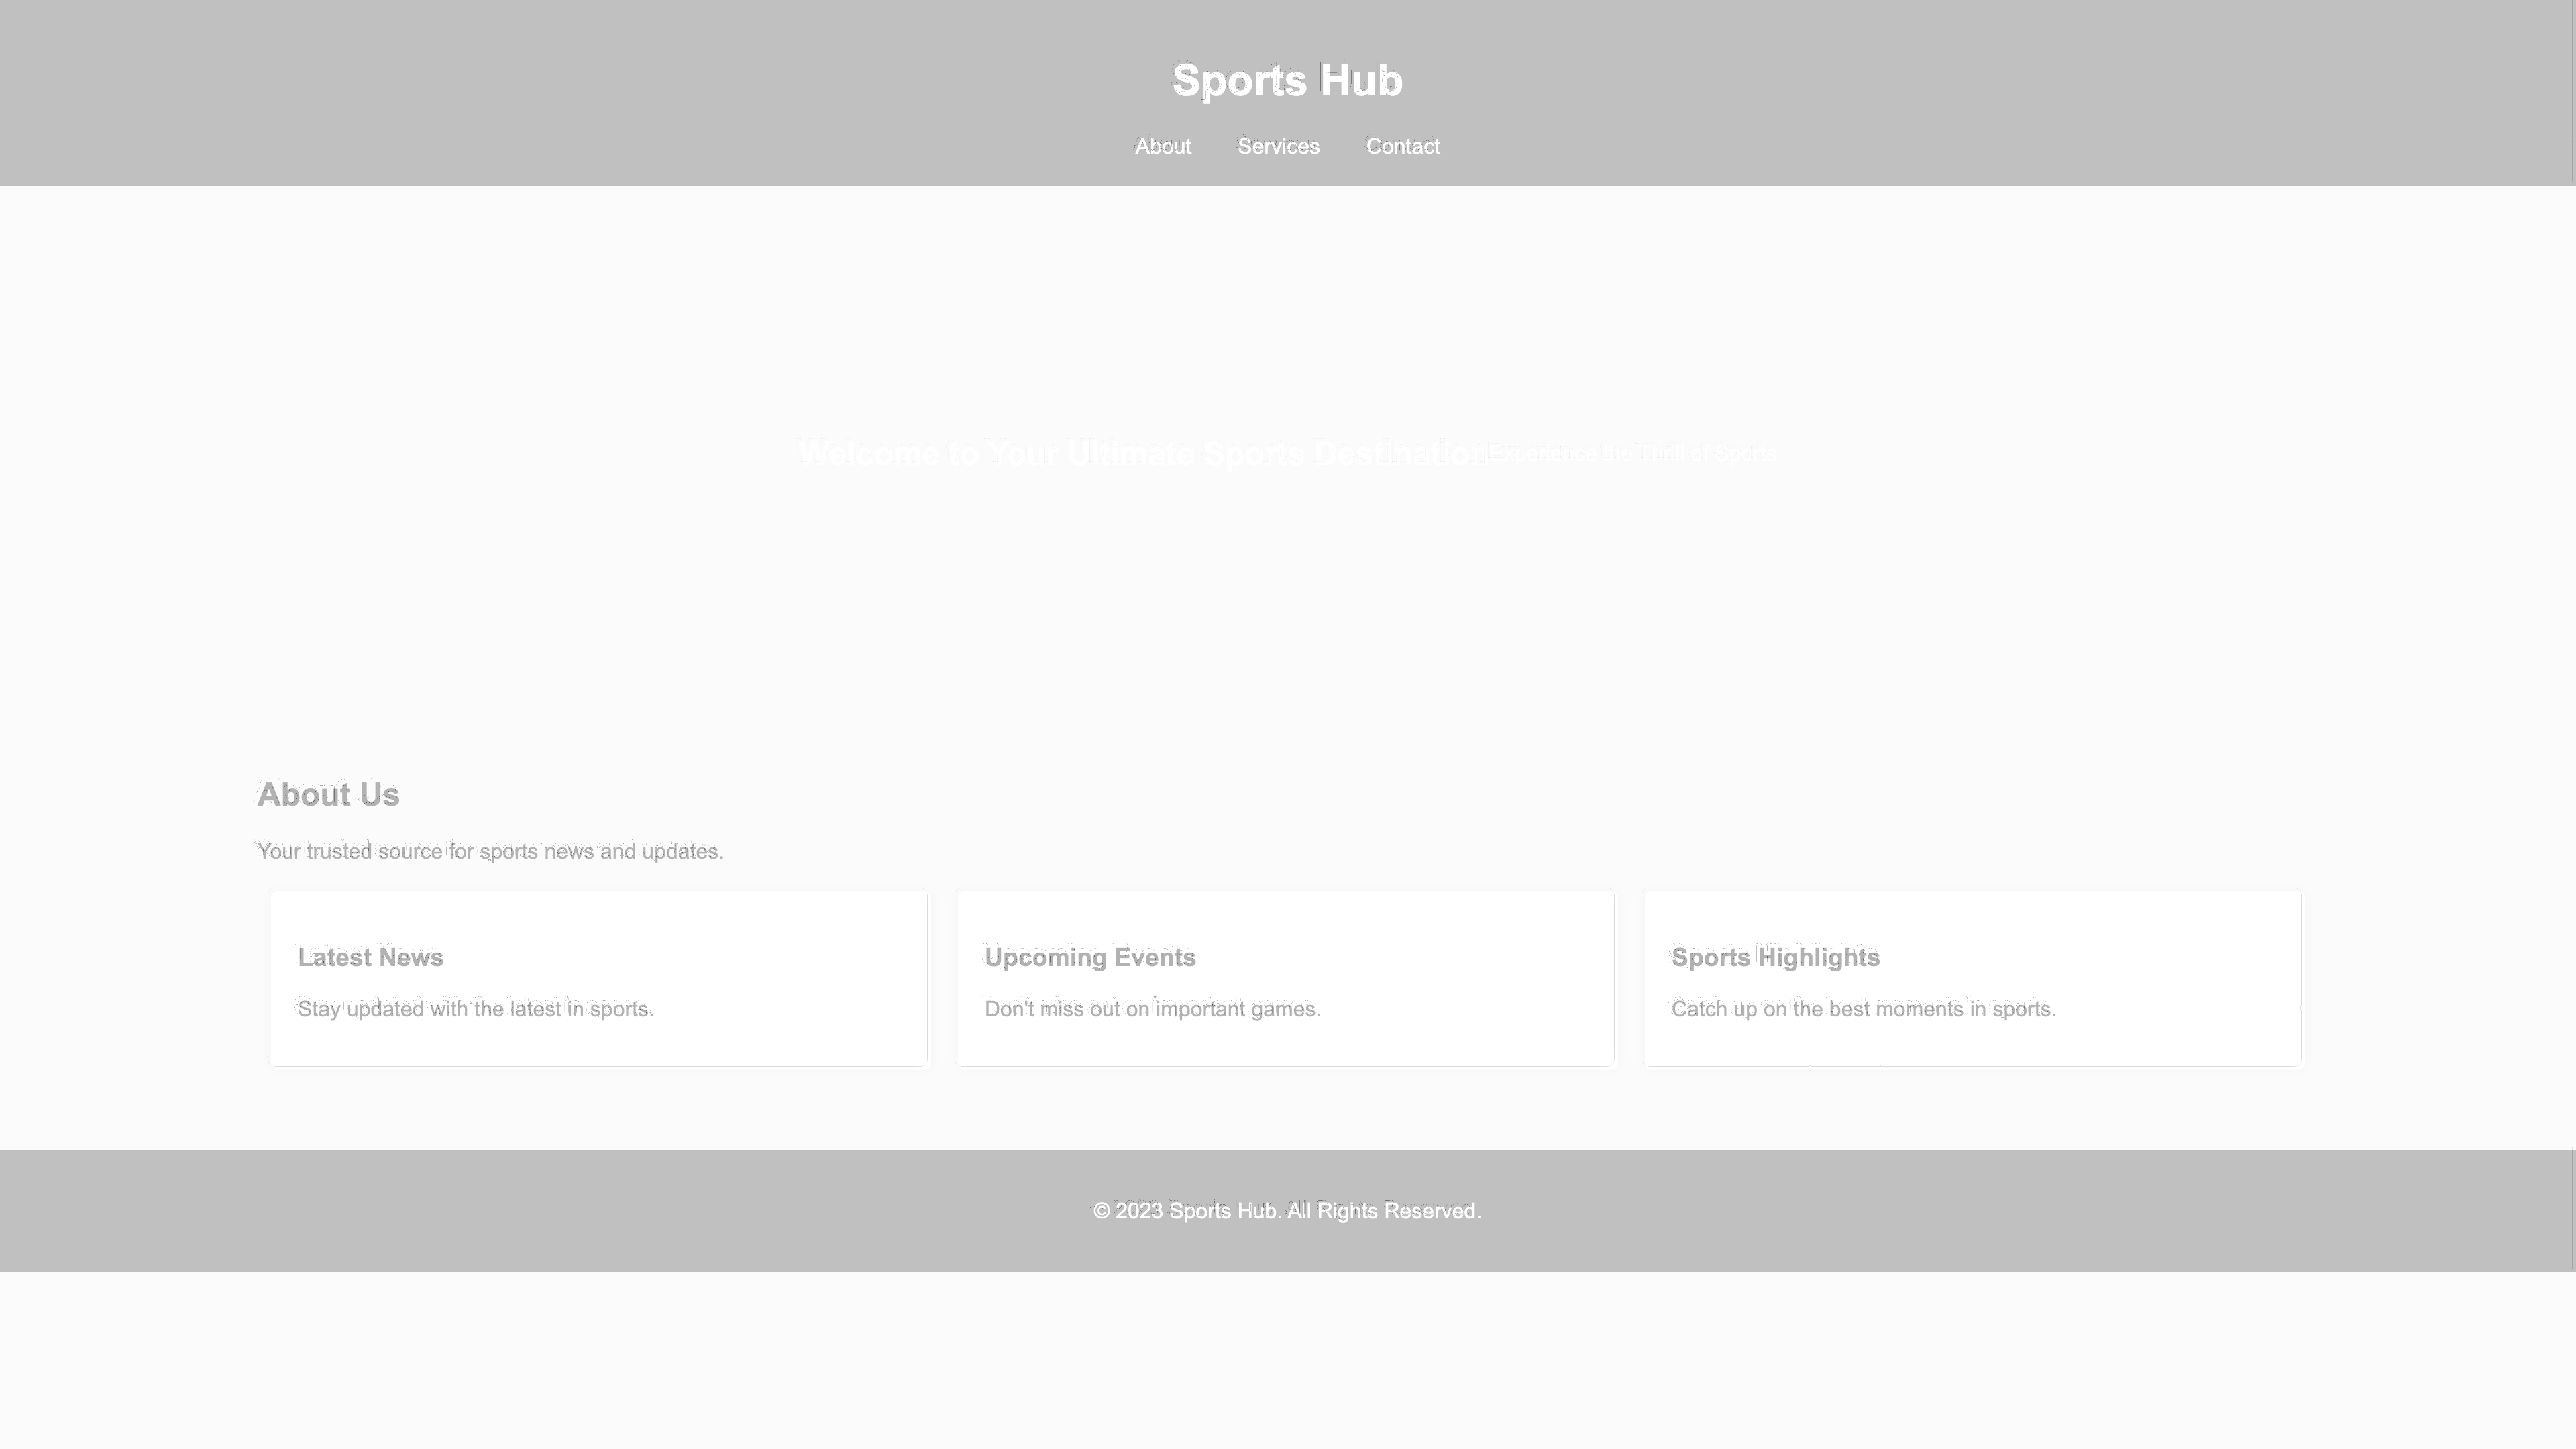 Sports Hub
About Services Contact
Welcome to Your Ultimate Sports Destination Experience the Thrill of Sports
About Us
Your trusted source for sports news and updates.
Latest News
Stay updated with the latest in sports.
Upcoming Events
Don't miss out on important games.
Sports Highlights
Catch up on the best moments in sports.
© 2023 Sports Hub. All Rights Reserved.